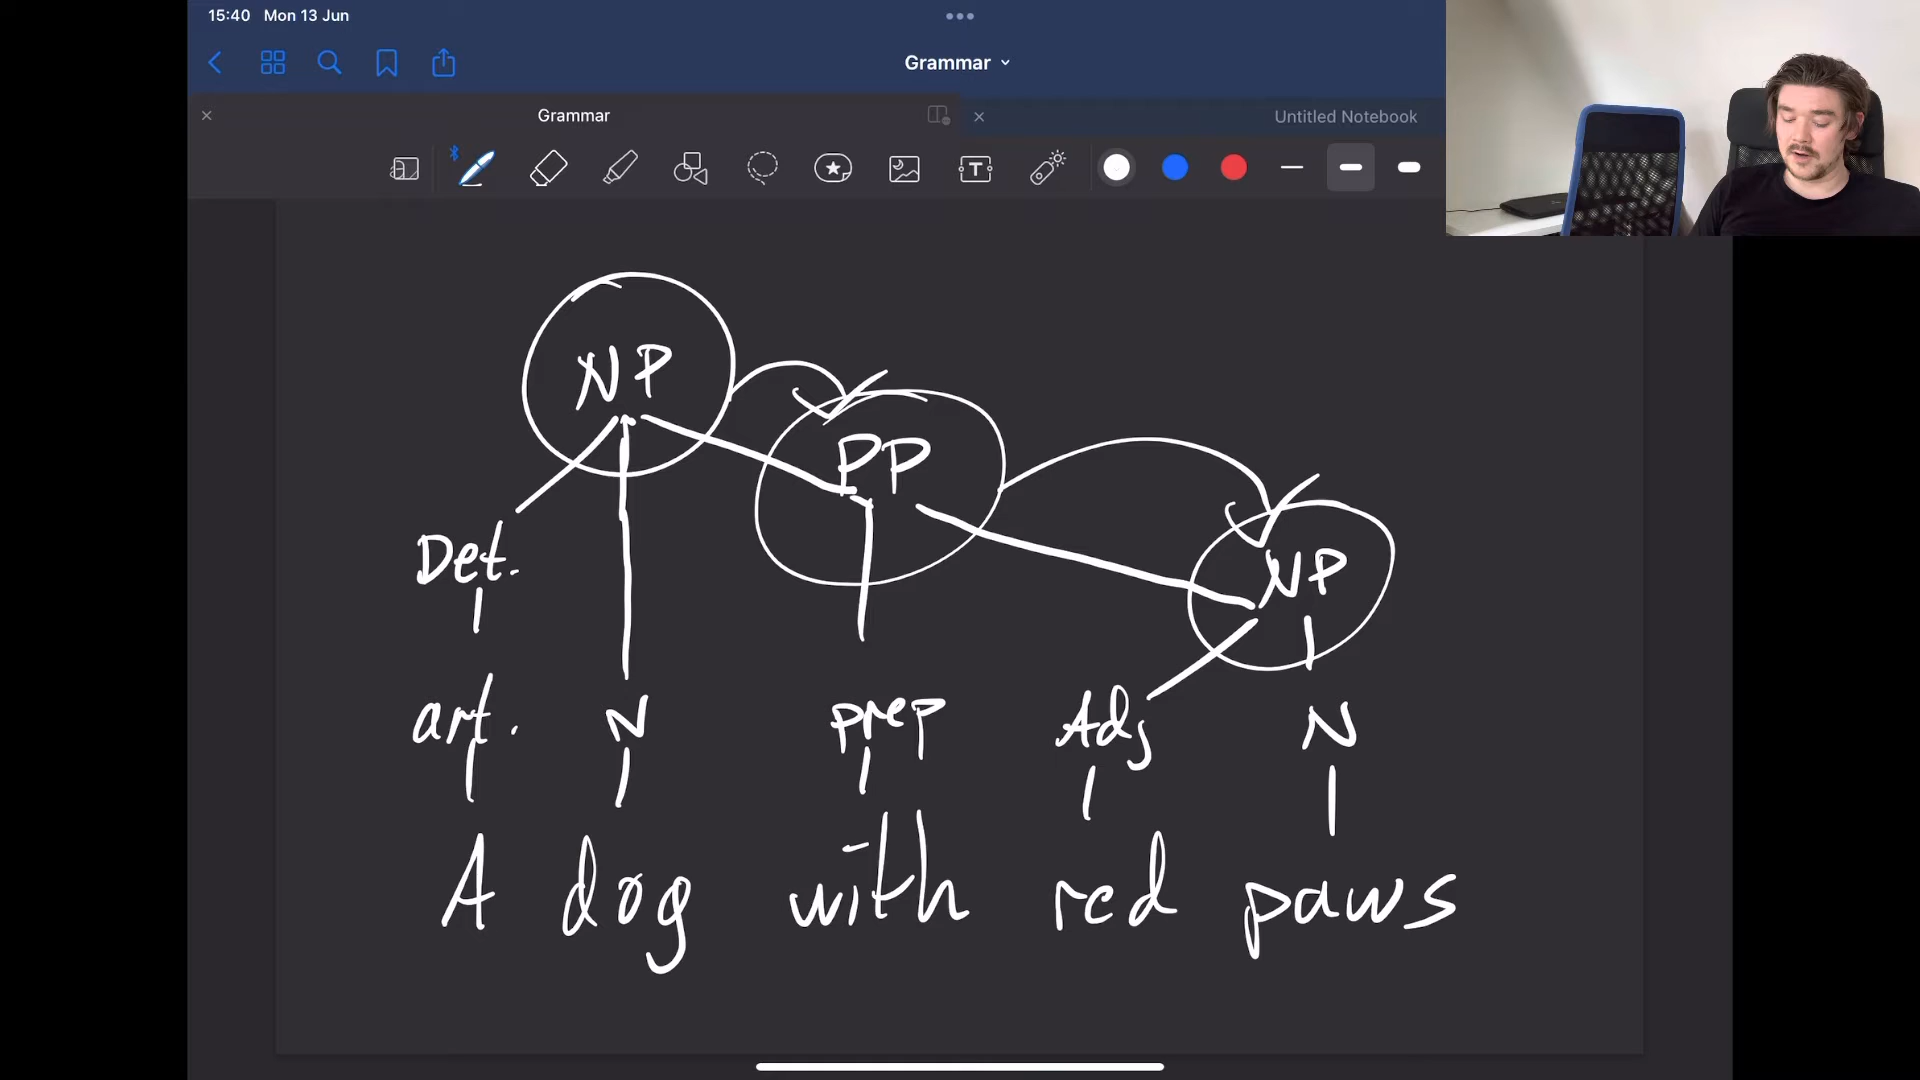 15:40 Mon 13 Jun
Grammar
Grammar
Untitled Notebook
NP
PP
NP
Det.
art. N prep Adj N
A dog with red paws